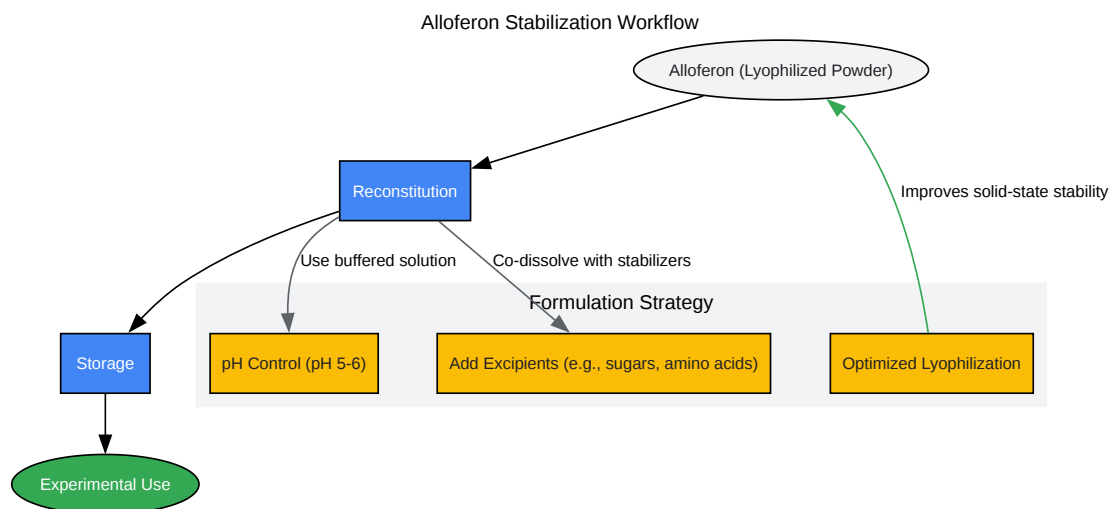 Alloferon Stabilization Workflow
Alloferon (Lyophilized Powder)
Reconstitution
Improves solid-state stability
Use buffered solution
Co-dissolve with stabilizers
Formulation Strategy
Storage
pH Control (pH 5-6)
Add Excipients (e.g., sugars, amino acids)
Optimized Lyophilization
Experimental Use